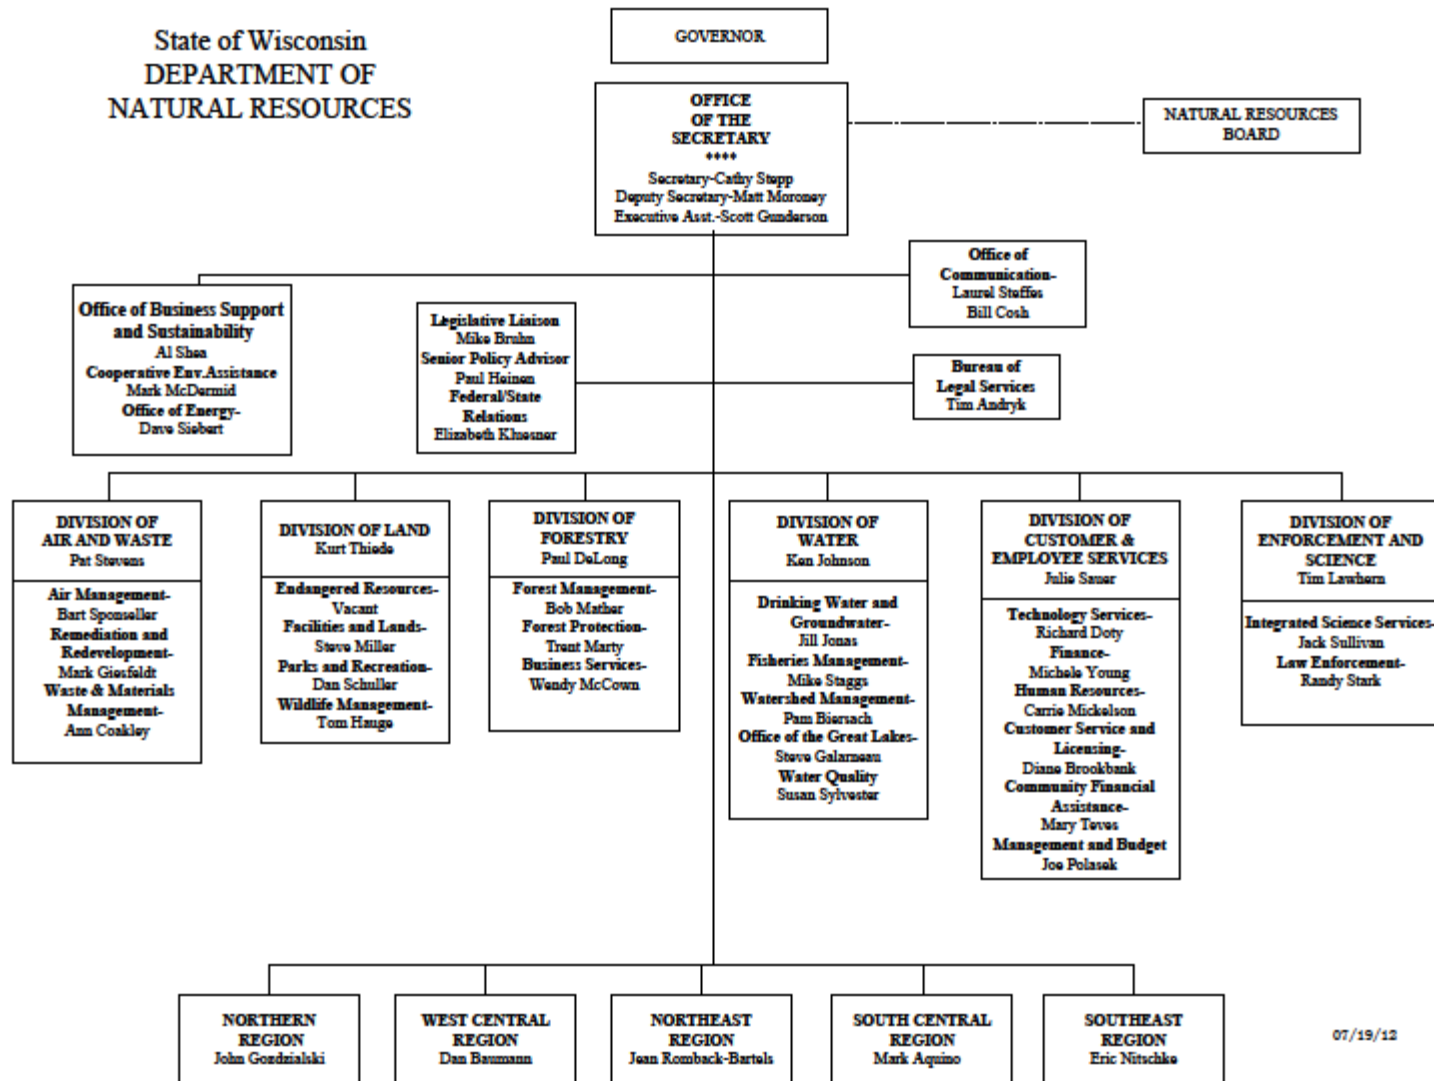 State of Wisconsin
DEPARTMENT OF
NATURAL RESOURCES
GOVERNOR
OFFICE
OF THE
SECRETARY
****
Secretary-Cathy Stepp
Deputy Secretary-Matt Moroney
Executive Asst.-Scott Gunderson
NATURAL RESOURCES
BOARD
Office of
Communication-
Laurel Steffes
Bill Cosh
Office of Business Support
and Sustainability
Al Shea
Cooperative Env.Assistance
Mark McDermid
Office of Energy-
Dave Siebert
Legislative Liaison
Mike Bruhn
Senior Policy Advisor
Paul Heinen
Federal/State
Relations
Elizabeth Kluesner
Bureau of
Legal Services
Tim Andryk
DIVISION OF
AIR AND WASTE
Pat Stevens
Air Management-
Bart Sponseller
Remediation and
Redevelopment-
Mark Giesfeldt
Waste & Materials
Management-
Ann Coakley
DIVISION OF LAND
Kurt Thiede
Endangered Resources-
Vacant
Facilities and Lands-
Steve Miller
Parks and Recreation-
Dan Schuller
Wildlife Management-
Tom Hauge
DIVISION OF
FORESTRY
Paul DeLong
Forest Management-
Bob Mather
Forest Protection-
Trent Marty
Business Services-
Wendy McCown
DIVISION OF
WATER
Ken Johnson
Drinking Water and
Groundwater-
Jill Jonas
Fisheries Management-
Mike Staggs
Watershed Management-
Pam Biersach
Office of the Great Lakes-
Steve Galarneau
Water Quality
Susan Sylvester
DIVISION OF
CUSTOMER &
EMPLOYEE SERVICES
Julie Sauer
Technology Services-
Richard Doty
Finance-
Michele Young
Human Resources-
Carrie Mickelson
Customer Service and
Licensing-
Diane Brookbank
Community Financial
Assistance-
Mary Teves
Management and Budget
Joe Polasek
DIVISION OF
ENFORCEMENT AND
SCIENCE
Tim Lawhern
Integrated Science Services-
Jack Sullivan
Law Enforcement-
Randy Stark
NORTHERN
REGION
John Gozdzialski
WEST CENTRAL
REGION
Dan Baumann
NORTHEAST
REGION
Jean Romback-Bartels
SOUTH CENTRAL
REGION
Mark Aquino
SOUTHEAST
REGION
Eric Nitschke
07/19/12